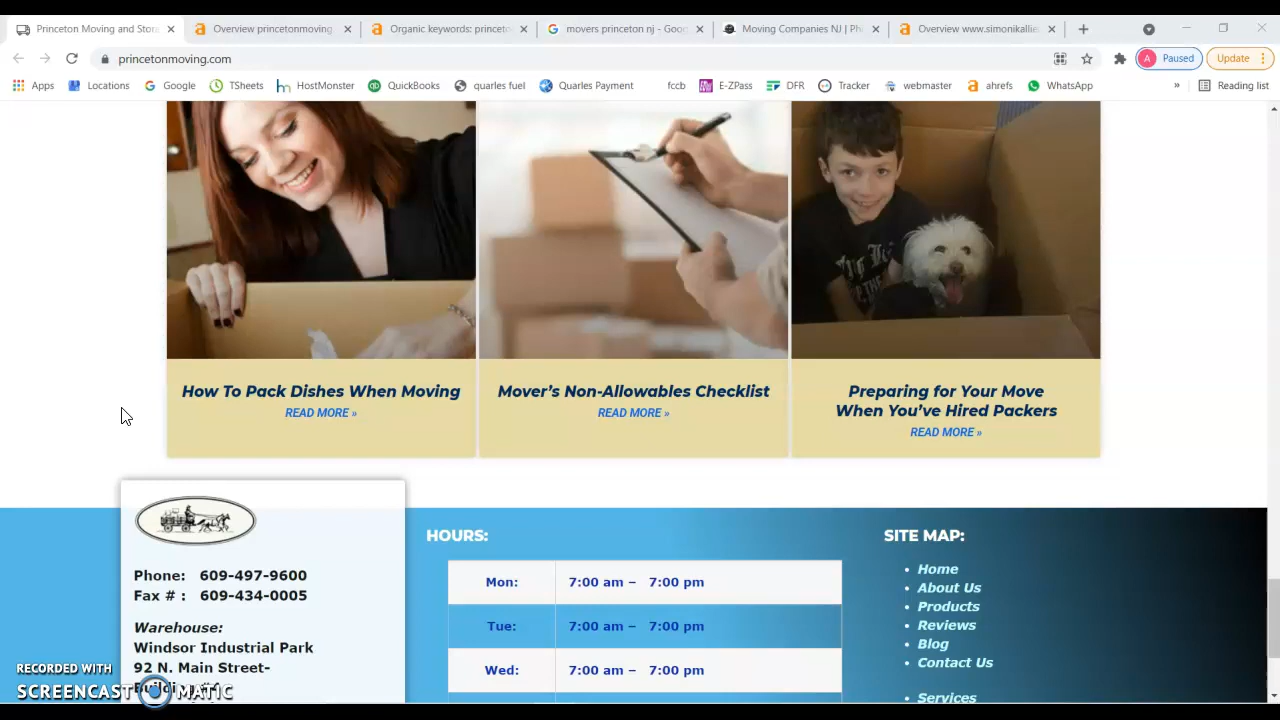 Princeton Moving and Stora
Overview princetonmoving
Organic keywords: princeto
movers princeton nj - Goog
Moving Companies NJ | Ph
Overview www.simonikallie
princetonmoving.com
A Paused
Update
Apps
Locations
Google
TSheets
HostMonster
QuickBooks
quarles fuel
Quarles Payment
fccb
E-ZPass
DFR
Tracker
webmaster
ahrefs
WhatsApp
»
Reading list
How To Pack Dishes When Moving
READ MORE »
Mover’s Non-Allowables Checklist
READ MORE »
Preparing for Your Move
When You’ve Hired Packers
READ MORE »
Phone: 609-497-9600
Fax # : 609-434-0005
Warehouse:
Windsor Industrial Park
92 N. Main Street-
HOURS:
Mon: 7:00 am – 7:00 pm
Tue: 7:00 am – 7:00 pm
Wed: 7:00 am – 7:00 pm
SITE MAP:
• Home
• About Us
• Products
• Reviews
• Blog
• Contact Us
• Services
RECORDED WITH
SCREENCAST MATIC